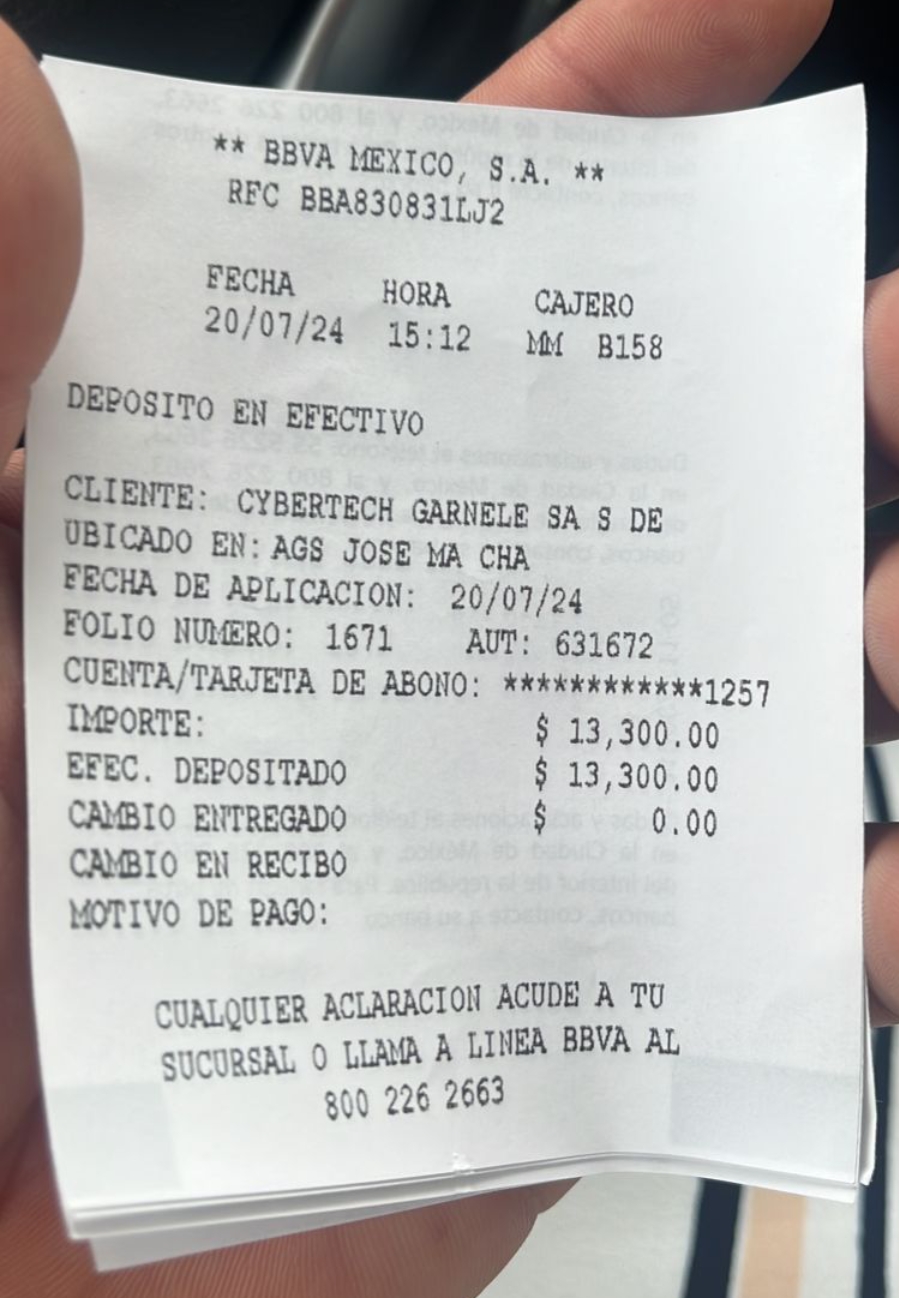 ** BBVA MEXICO, S.A. **
RFC BBA830831LJ2
FECHA HORA CAJERO
20/07/24 15:12 MM B158
DEPOSITO EN EFECTIVO
CLIENTE: CYBERTECH GARNELE SA S DE
UBICADO EN: AGS JOSE MA CHA
FECHA DE APLICACION: 20/07/24
FOLIO NUMERO: 1671 AUT: 631672
CUENTA/TARJETA DE ABONO: ************1257
IMPORTE: $ 13,300.00
EFEC. DEPOSITADO $ 13,300.00
CAMBIO ENTREGADO $ 0.00
CAMBIO EN RECIBO
MOTIVO DE PAGO:
CUALQUIER ACLARACION ACUDE A TU
SUCURSAL O LLAMA A LINEA BBVA AL
800 226 2663